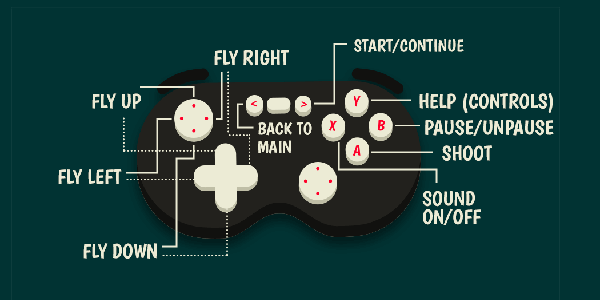 FLY RIGHT
START/CONTINUE
FLY UP
< >
Y
HELP (CONTROLS)
BACK TO
MAIN
X
B
PAUSE/UNPAUSE
A
SHOOT
FLY LEFT
SOUND
ON/OFF
FLY DOWN